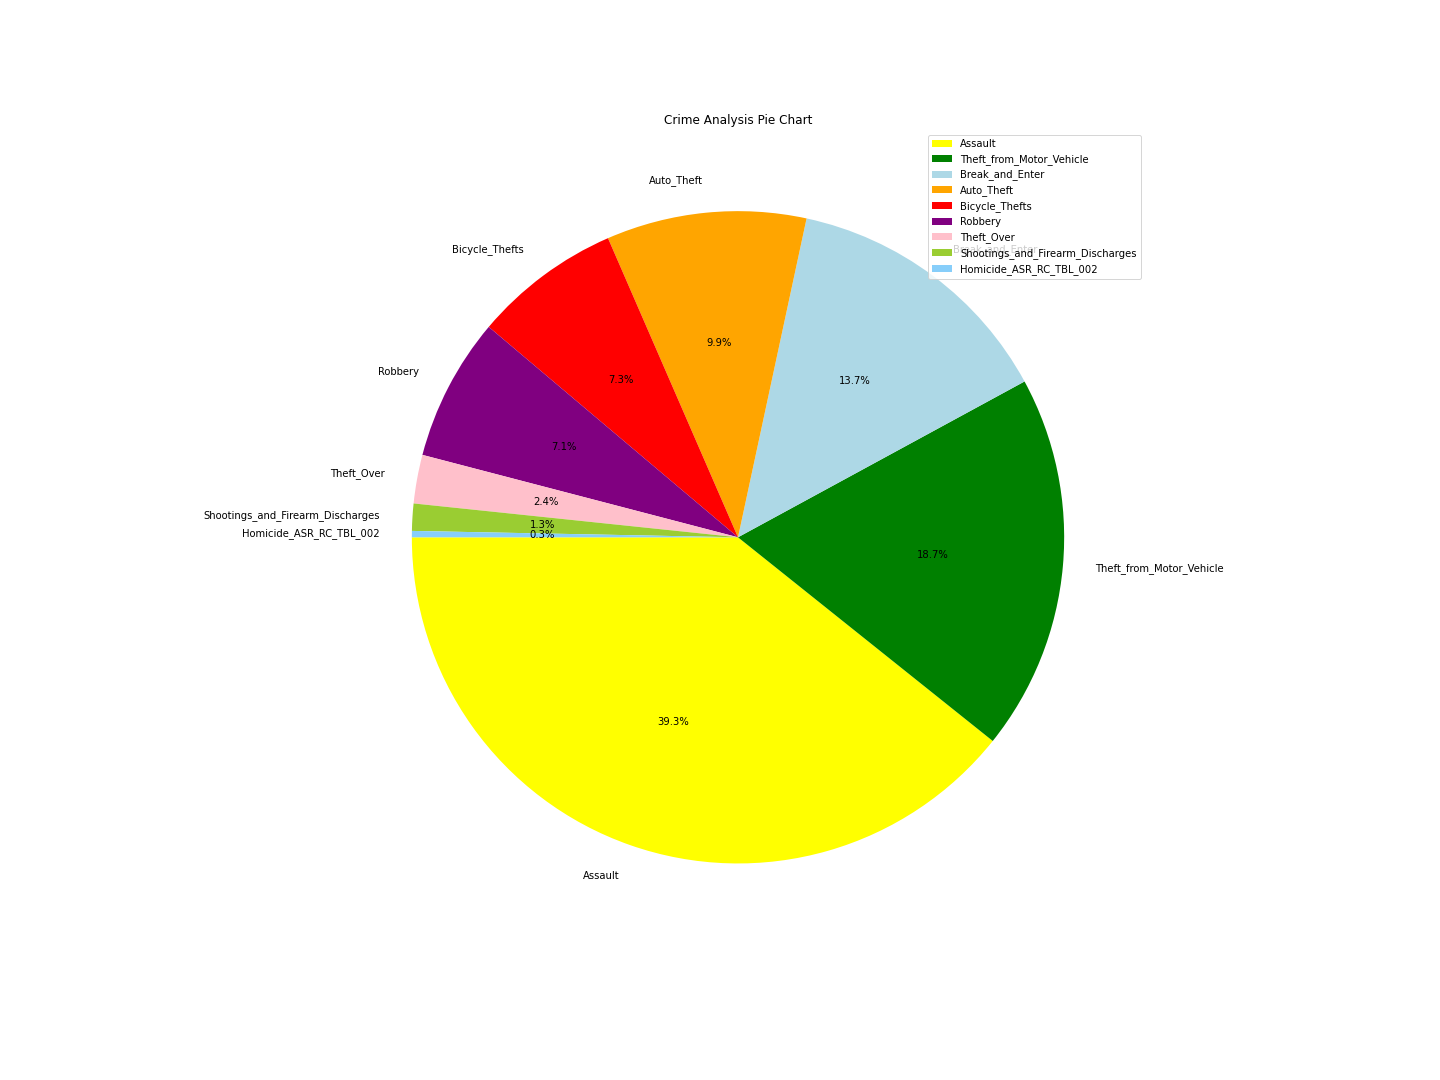 Crime Analysis Pie Chart
Assault
Theft_from_Motor_Vehicle
Break_and_Enter
Auto_Theft
Bicycle_Thefts
Robbery
Theft_Over
Shootings_and_Firearm_Discharges
Homicide_ASR_RC_TBL_002
Auto_Theft
Bicycle_Thefts
Break_and_Enter
Robbery
Theft_Over
Shootings_and_Firearm_Discharges
Homicide_ASR_RC_TBL_002
Theft_from_Motor_Vehicle
Assault
9.9%
7.3%
13.7%
7.1%
2.4%
1.3%
0.3%
18.7%
39.3%